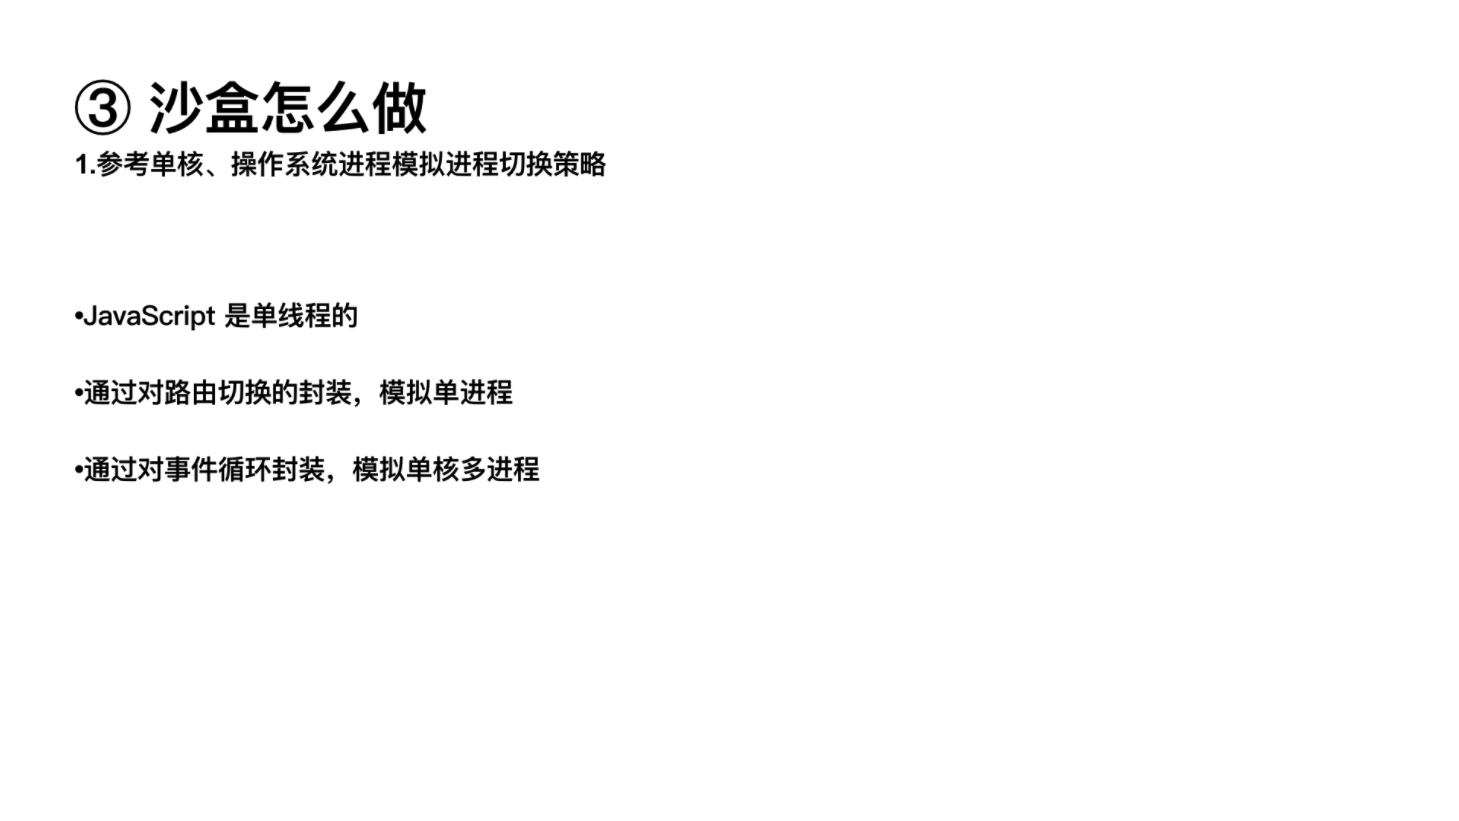 ③ 沙盒怎么做
1.参考单核、操作系统进程模拟进程切换策略
•JavaScript 是单线程的
•通过对路由切换的封装，模拟单进程
•通过对事件循环封装，模拟单核多进程